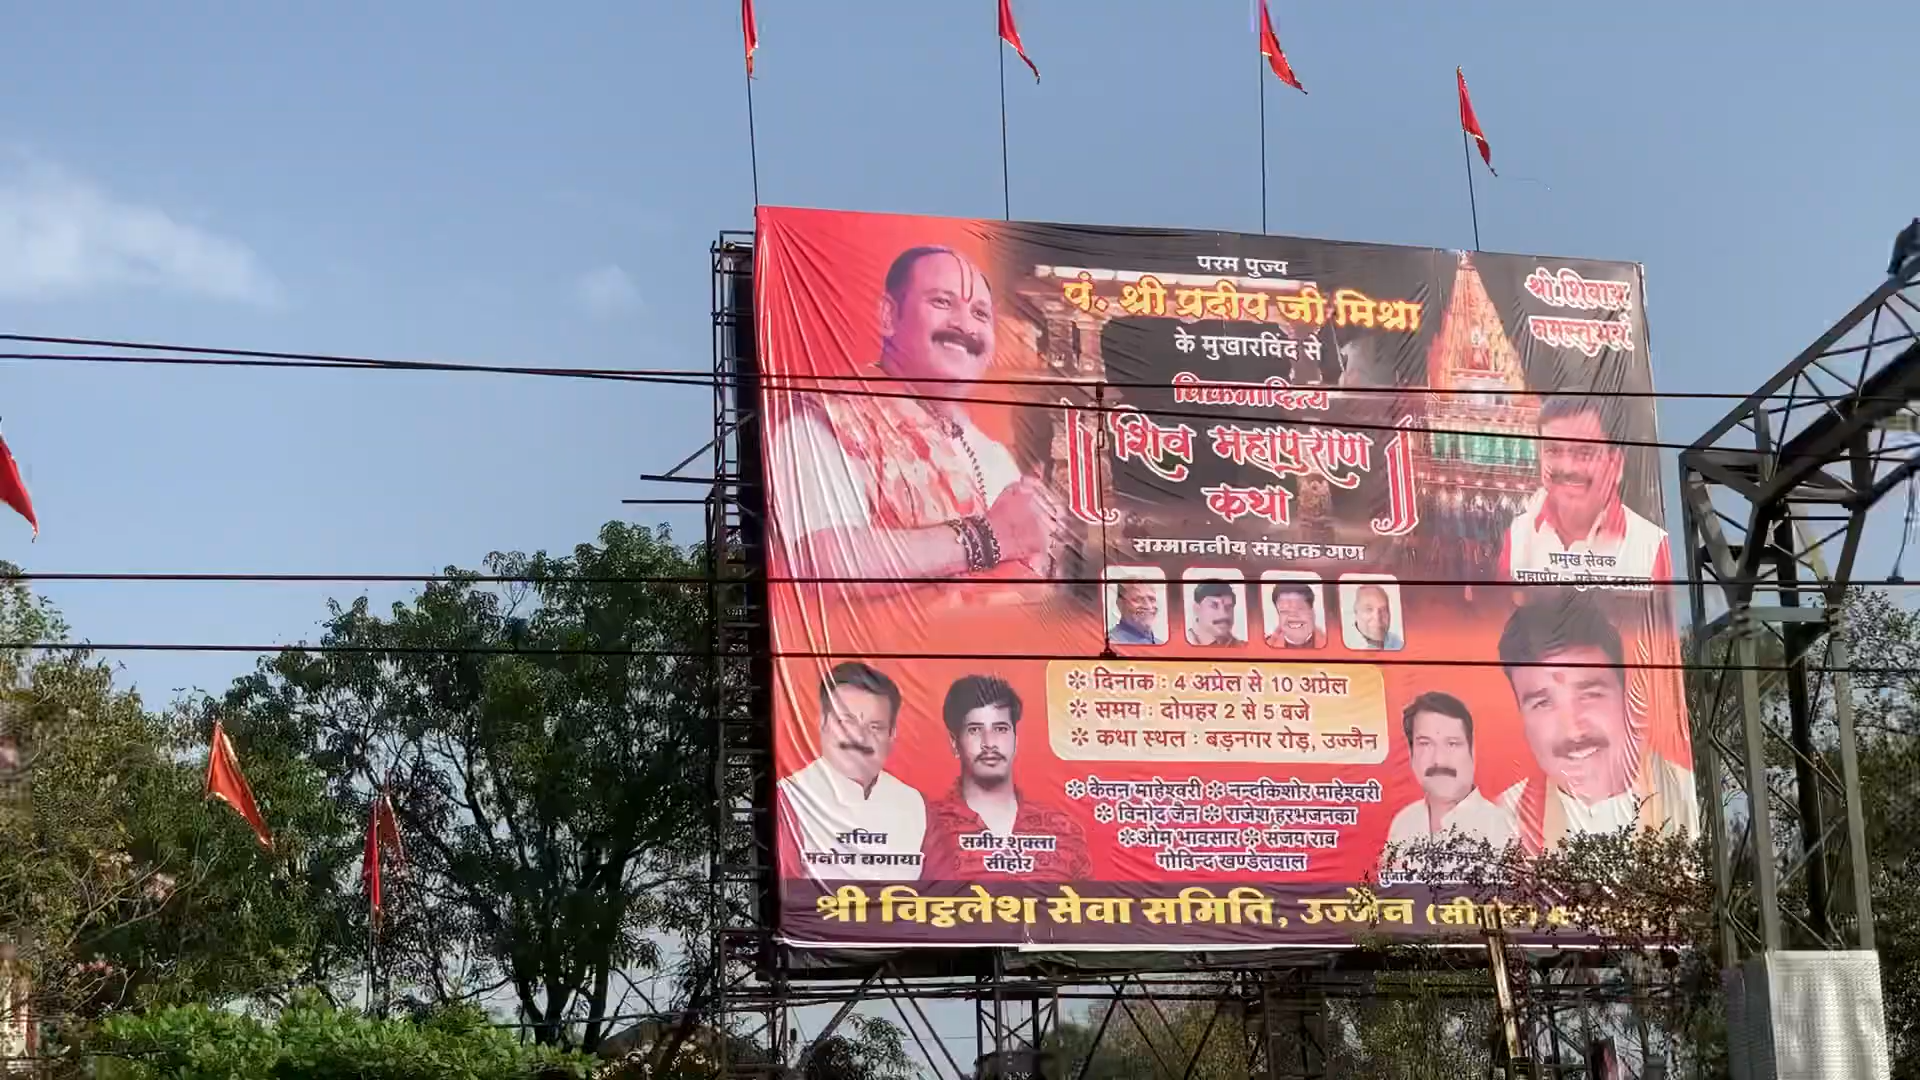 परम पुज्य
पं. श्री प्रदीप जी मिश्रा
के मुखारविंद से
श्री शिवाय
नमस्तुभ्यं
विक्रमादित्य
शिव महापुराण
कथा
सम्माननीय संरक्षक गण
प्रमुख सेवक
महापौर - मुकेश
दिनांक : 4 अप्रेल से 10 अप्रेल
समय : दोपहर 2 से 5 बजे
कथा स्थल : बड़नगर रोड़, उज्जैन
केतन माहेश्वरी नन्दकिशोर माहेश्वरी
विनोद जैन राजेश हरभजनका
ओम भावसार संजय राव
गोविन्द खण्डेलवाल
सचिव
मनोज बगाया
समीर शुक्ला
सीहोर
श्री विट्ठलेश सेवा समिति, उज्जैन